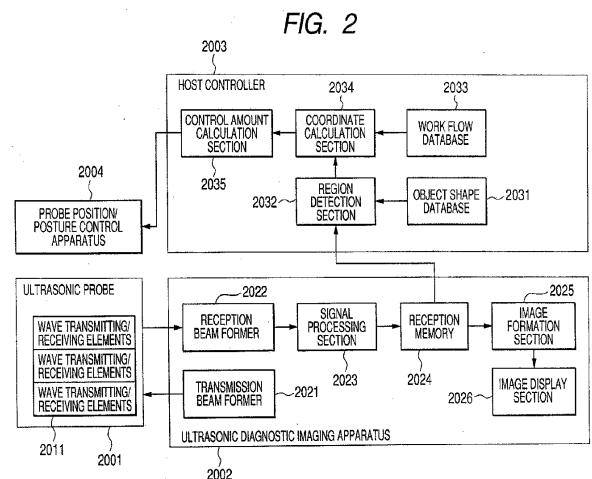 FIG. 2
2003
HOST CONTROLLER
2034
2033
CONTROL AMOUNT
CALCULATION
SECTION
COORDINATE
CALCULATION
SECTION
WORK FLOW
DATABASE
2004
2035
PROBE POSITION/
POSTURE CONTROL
APPARATUS
2032
REGION
DETECTION
SECTION
OBJECT SHAPE
DATABASE
2031
ULTRASONIC PROBE
2022
2025
WAVE TRANSMITTING/
RECEIVING ELEMENTS
WAVE TRANSMITTING/
RECEIVING ELEMENTS
WAVE TRANSMITTING/
RECEIVING ELEMENTS
RECEPTION
BEAM FORMER
SIGNAL
PROCESSING
SECTION
RECEPTION
MEMORY
IMAGE
FORMATION
SECTION
2023
2024
TRANSMISSION
BEAM FORMER
2021
2026
IMAGE DISPLAY
SECTION
2011
2001
ULTRASONIC DIAGNOSTIC IMAGING APPARATUS
2002